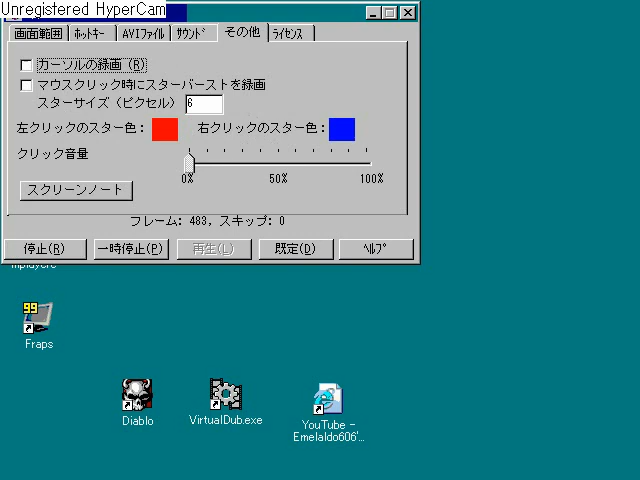 Unregistered HyperCam
画面範囲 ホットキー AVIファイル サウンド その他 ライセンス
カーソルの録画(R)
マウスクリック時にスターバーストを録画
スターサイズ(ピクセル) 6
左クリックのスター色: 右クリックのスター色:
クリック音量
0% 50% 100%
スクリーンノート
フレーム: 483, スキップ: 0
停止(R) 一時停止(P) 再生(L) 既定(D) ヘルプ
99
Fraps
Diablo
VirtualDub.exe
YouTube -
Emelaldo606'...